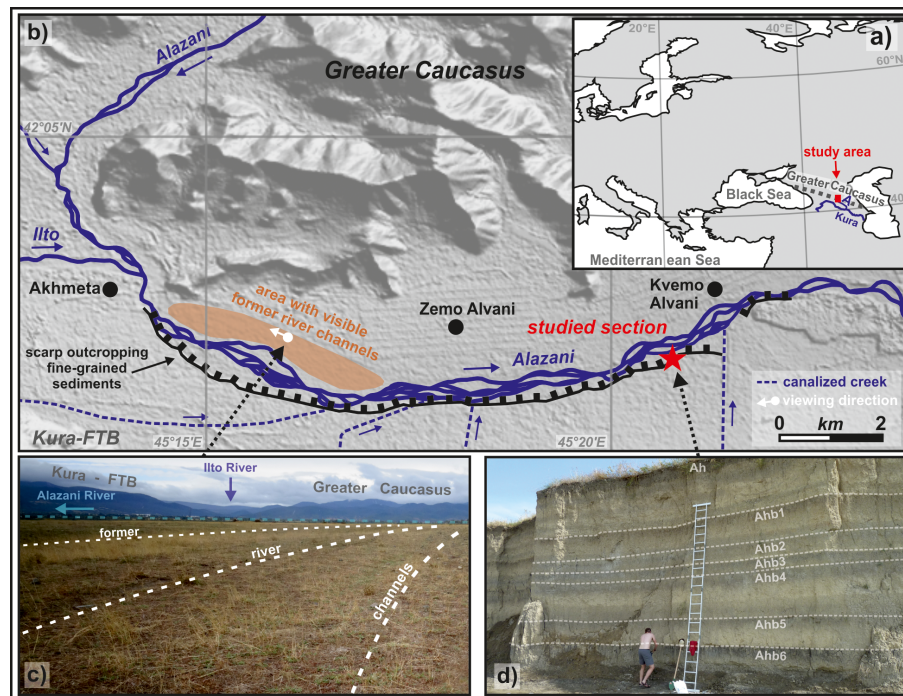 b)
Alazani
Greater Caucasus
42°05'N
Ilto
Akhmeta
area with visible
former river channels
Zemo Alvani
Kvemo
Alvani
studied section
Alazani
scarp outcropping
fine-grained
sediments
Kura-FTB
45°15'E
45°20'E
canalized creek
viewing direction
0 km 2
a)
20°E
40°E
60°N
study area
Greater Caucasus
Black Sea
A.
40
Kura
Mediterranean Sea
Kura - FTB
Ilto River
Greater Caucasus
Alazani River
former
river
channels
c)
Ah
Ahb1
Ahb2
Ahb3
Ahb4
Ahb5
Ahb6
d)